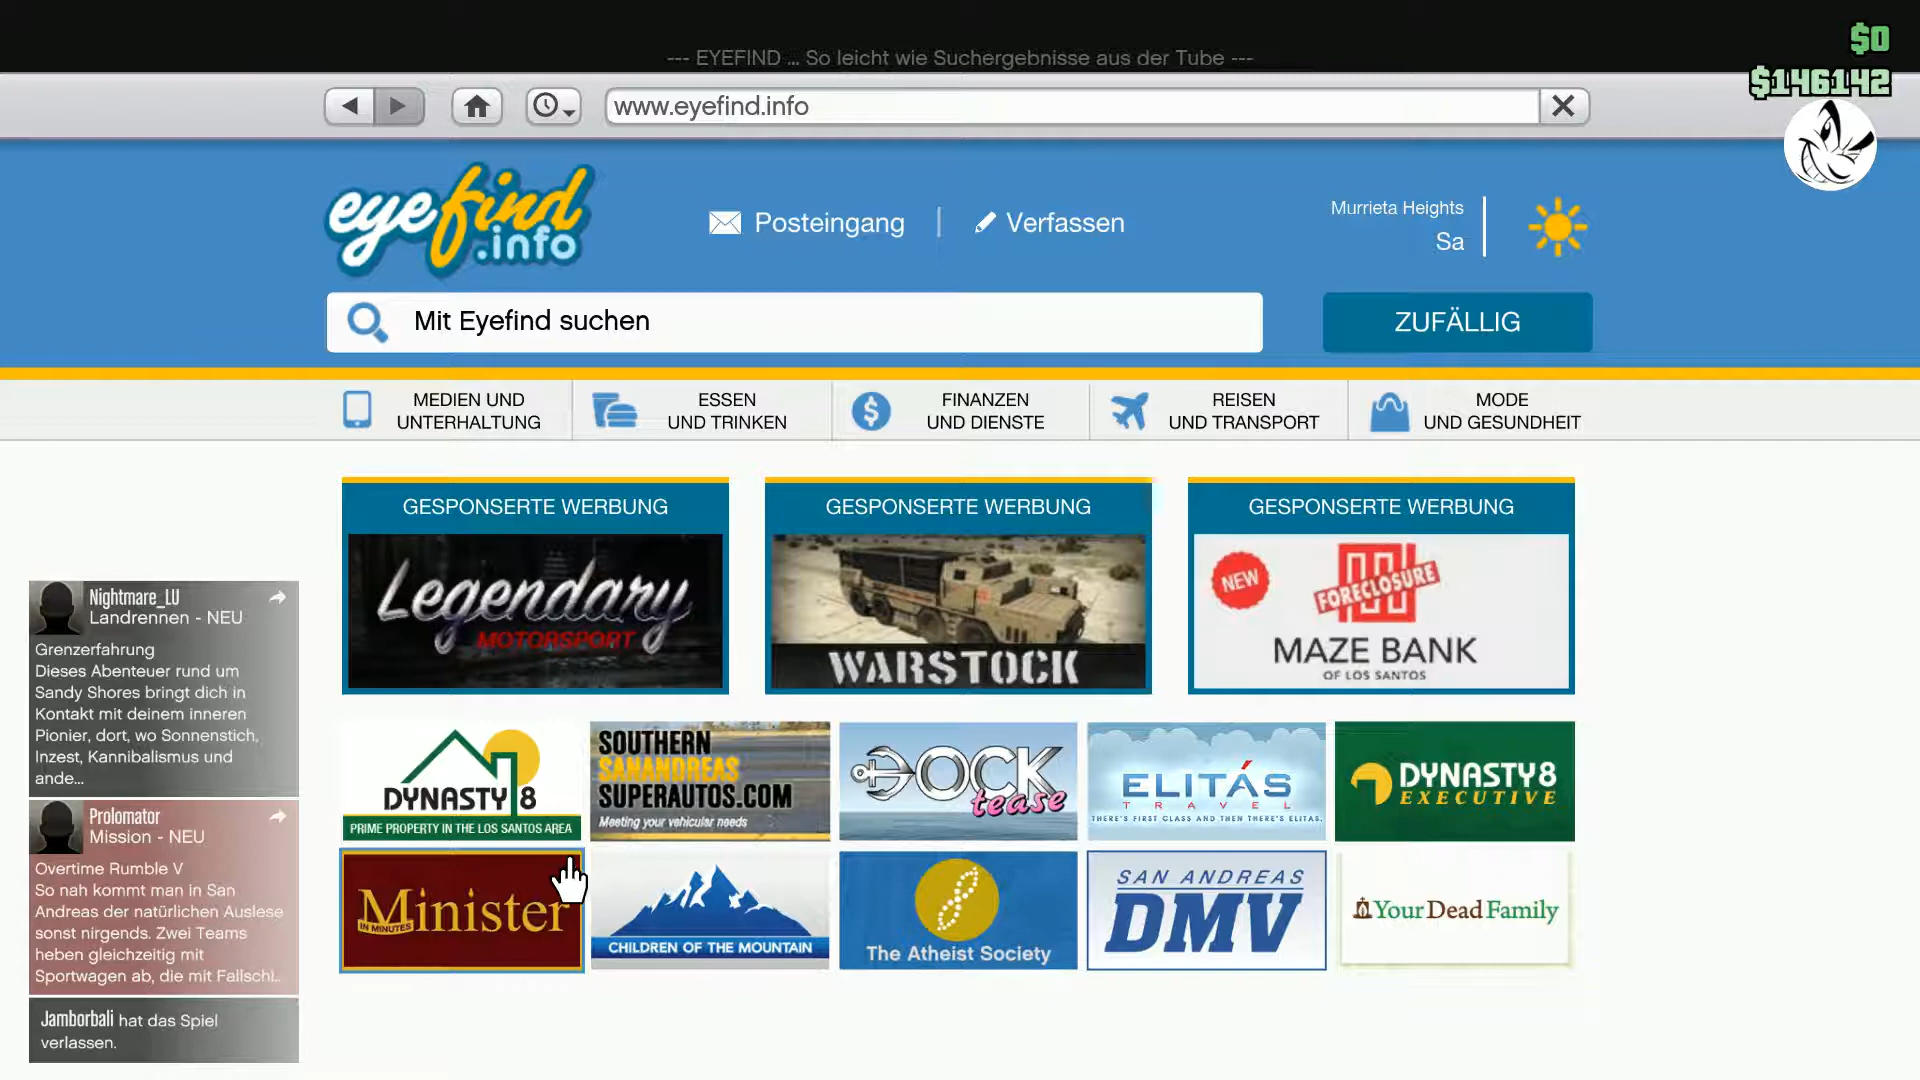 --- EYEFIND ... So leicht wie Suchergebnisse aus der Tube ---
$0
$146142
www.eyefind.info
eyefind
.info
Posteingang
Verfassen
Murrieta Heights
Sa
Mit Eyefind suchen
ZUFÄLLIG
MEDIEN UND
UNTERHALTUNG
ESSEN
UND TRINKEN
FINANZEN
UND DIENSTE
REISEN
UND TRANSPORT
MODE
UND GESUNDHEIT
GESPONSERTE WERBUNG
Legendary
MOTORSPORT
GESPONSERTE WERBUNG
WARSTOCK
GESPONSERTE WERBUNG
NEW
FORECLOSURE
MAZE BANK
OF LOS SANTOS
Nightmare_LU
Landrennen - NEU
Grenzerfahrung
Dieses Abenteuer rund um
Sandy Shores bringt dich in
Kontakt mit deinem inneren
Pionier, dort, wo Sonnenstich,
Inzest, Kannibalismus und
ande...
Prolomator
Mission - NEU
Overtime Rumble V
So nah kommt man in San
Andreas der natürlichen Auslese
sonst nirgends. Zwei Teams
heben gleichzeitig mit
Sportwagen ab, die mit Fallschi..
Jamborbali hat das Spiel
verlassen.
DYNASTY 8
PRIME PROPERTY IN THE LOS SANTOS AREA
SOUTHERN
SANANDREAS
SUPERAUTOS.COM
Meeting your vehicular needs
DOCK
tease
ELITÁS
TRAVEL
THERE'S FIRST CLASS AND THEN THERE'S ELITAS.
DYNASTY8
EXECUTIVE
Minister
IN MINUTES
CHILDREN OF THE MOUNTAIN
The Atheist Society
SAN ANDREAS
DMV
YourDeadFamily